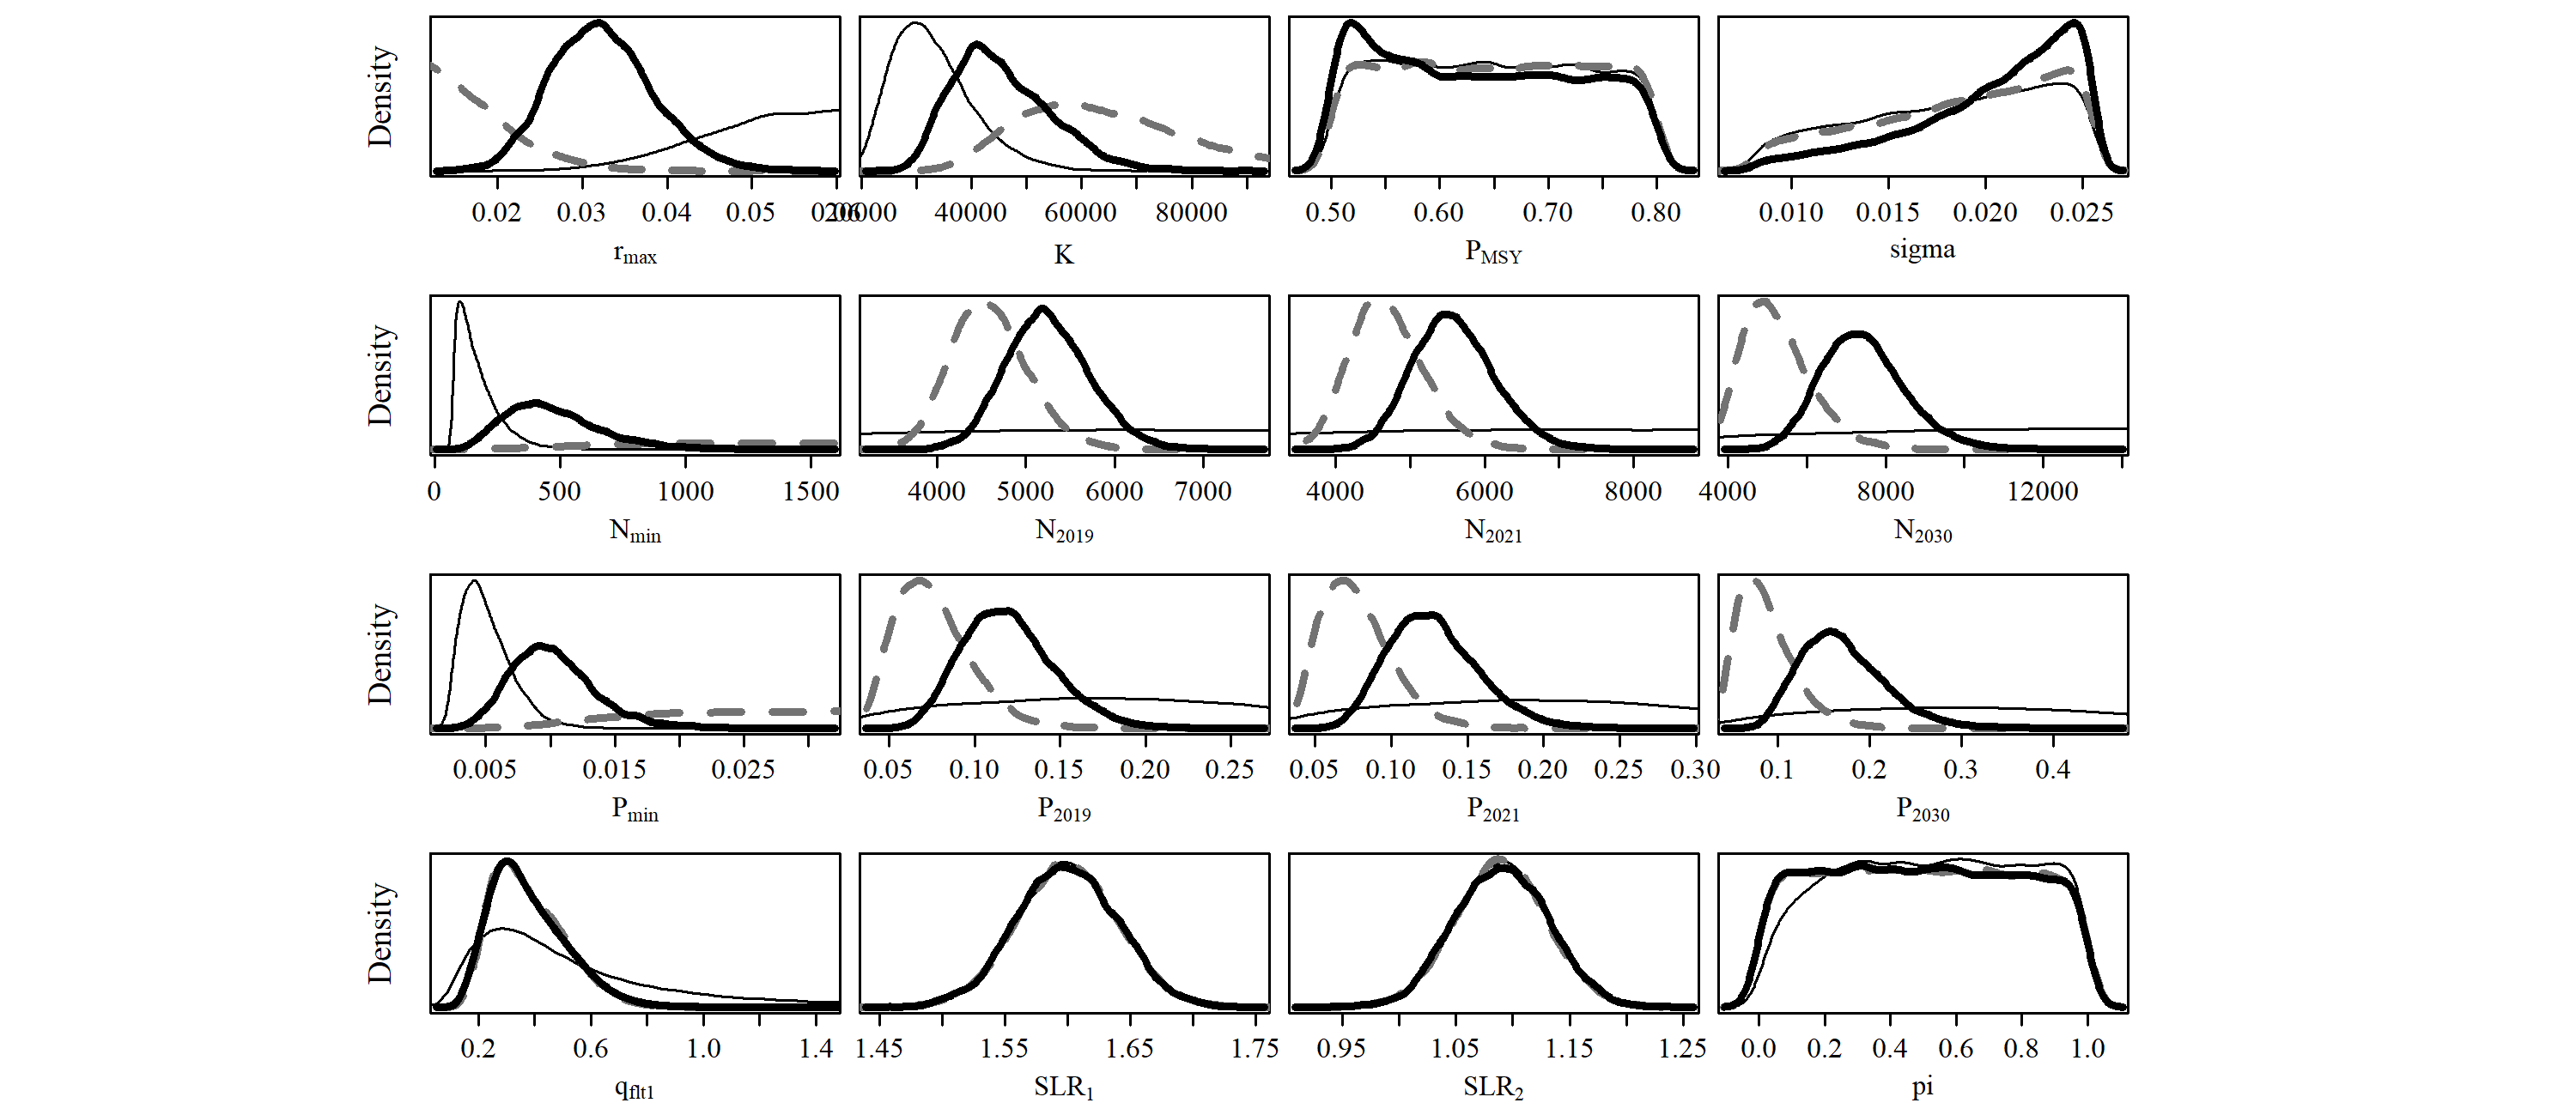 Density
0.02 0.03 0.04 0.05 0.06 20000 40000 60000 80000 0.50 0.60 0.70 0.80 0.010 0.015 0.020 0.025
rmax K PMSY sigma
Density
0 500 1000 1500 4000 5000 6000 7000 4000 6000 8000 4000 8000 12000
Nmin N2019 N2021 N2030
Density
0.005 0.015 0.025 0.05 0.10 0.15 0.20 0.25 0.05 0.10 0.15 0.20 0.25 0.30 0.1 0.2 0.3 0.4
Pmin P2019 P2021 P2030
Density
0.2 0.6 1.0 1.4 1.45 1.55 1.65 1.75 0.95 1.05 1.15 1.25 0.0 0.2 0.4 0.6 0.8 1.0
qflt1 SLR1 SLR2 pi